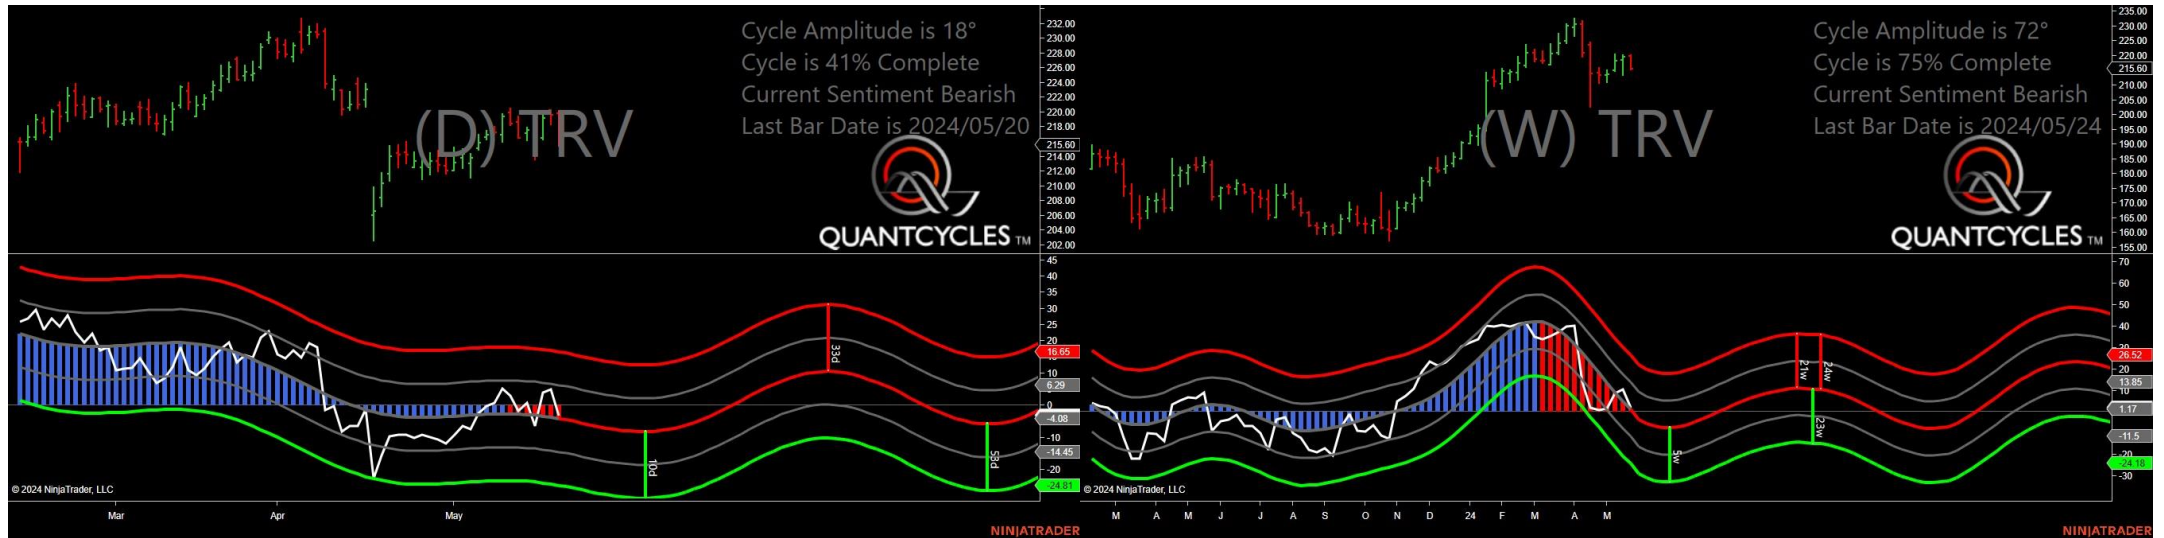 Cycle Amplitude is 18°
Cycle is 41% Complete
Current Sentiment Bearish
Last Bar Date is 2024/05/20
(D) TRV
QUANTCYCLES TM
232.00
230.00
228.00
226.00
224.00
222.00
220.00
218.00
215.60
214.00
212.00
210.00
208.00
206.00
204.00
202.00
45
40
35
30
25
20
16.65
10
6.29
0
-4.08
-10
-14.45
-20
-24.81
33d
10d
53d
© 2024 NinjaTrader, LLC
Mar
Apr
May
NINJATRADER
Cycle Amplitude is 72°
Cycle is 75% Complete
Current Sentiment Bearish
Last Bar Date is 2024/05/24
(W) TRV
QUANTCYCLES TM
235.00
230.00
225.00
220.00
215.60
210.00
205.00
200.00
195.00
190.00
185.00
180.00
175.00
170.00
165.00
160.00
155.00
70
60
50
40
30
26.52
20
13.85
10
1.17
-11.5
-20
-24.18
-30
21w
24w
23w
5w
© 2024 NinjaTrader, LLC
M A M J J A S O N D 24 F M A M
NINJATRADER